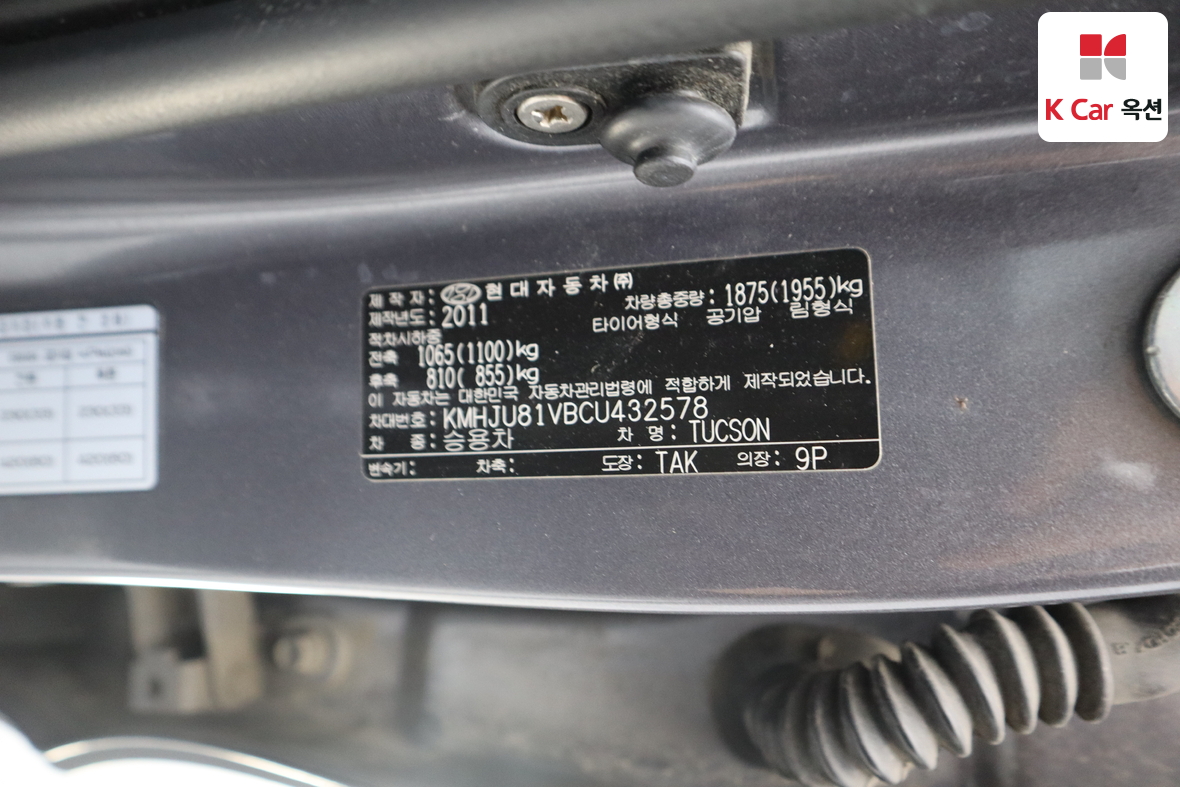 K Car 옥션
제 작 자 : 현 대 자 동 차 ㈜
제작년도 : 2011
차량총중량 : 1875(1955)kg
적차시하중
타이어형식 공기압 림형식
전축 1065(1100)kg
후축 810( 855)kg
이 자동차는 대한민국 자동차관리법령에 적합하게 제작되었습니다.
차대번호 : KMHJU81VBCU432578
차 종 : 승용차 차 명 : TUCSON
변속기 : 차축 : 도장 : TAK 의장 : 9P